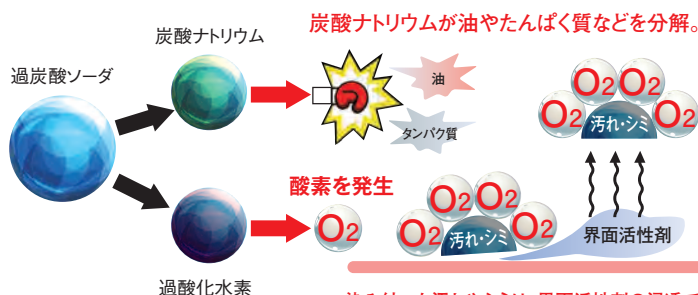 炭酸ナトリウムが油やたんぱく質などを分解。
炭酸ナトリウム
過炭酸ソーダ
油
タンパク質
O2
O2
O2
O2
汚れ・シミ
酸素を発生
O2
O2
O2
O2
O2
汚れ・シミ
界面活性剤
過酸化水素